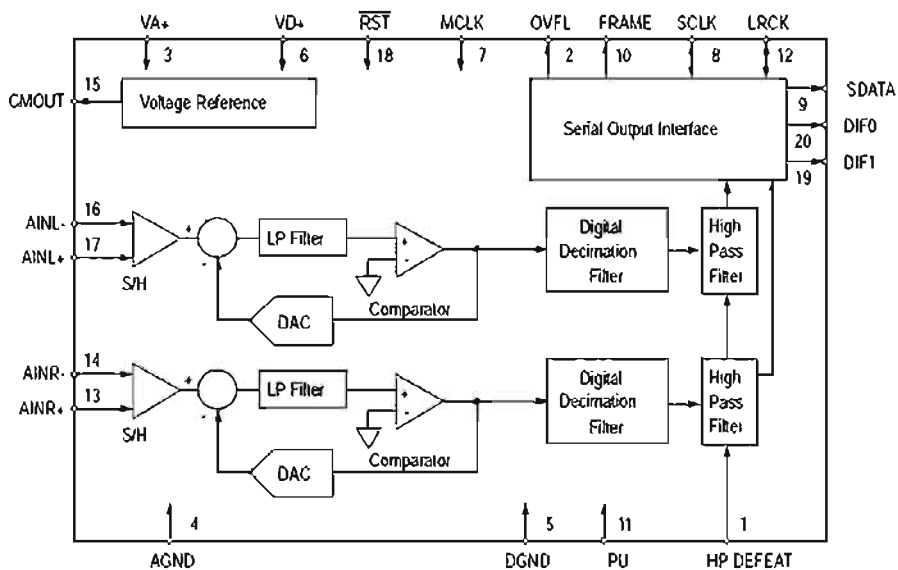 VA+ VD+ RST MCLK OVFL FRAME SCLK LRCK
3 6 18 7 2 10 8 12
CMOUT 15 Voltage Reference
Serial Output Interface
SDATA
9
DIF0
20
DIF1
19
AINL- 16
AINL+ 17
S/H
+
-
LP Filter
+
-
Comparator
DAC
Digital
Decimation
Filter
High
Pass
Filter
AINR- 14
AINR+ 13
S/H
+
-
LP Filter
+
-
Comparator
DAC
Digital
Decimation
Filter
High
Pass
Filter
4 5 11 1
AGND DGND PU HP DEFEAT